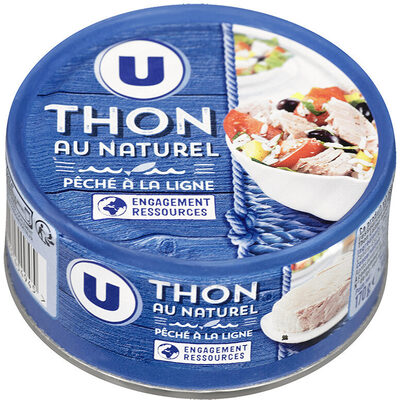 U
THON
AU NATUREL
PÊCHÉ À LA LIGNE
ENGAGEMENT
RESSOURCES
U
THON
AU NATUREL
PÊCHÉ À LA LIGNE
ENGAGEMENT
RESSOURCES